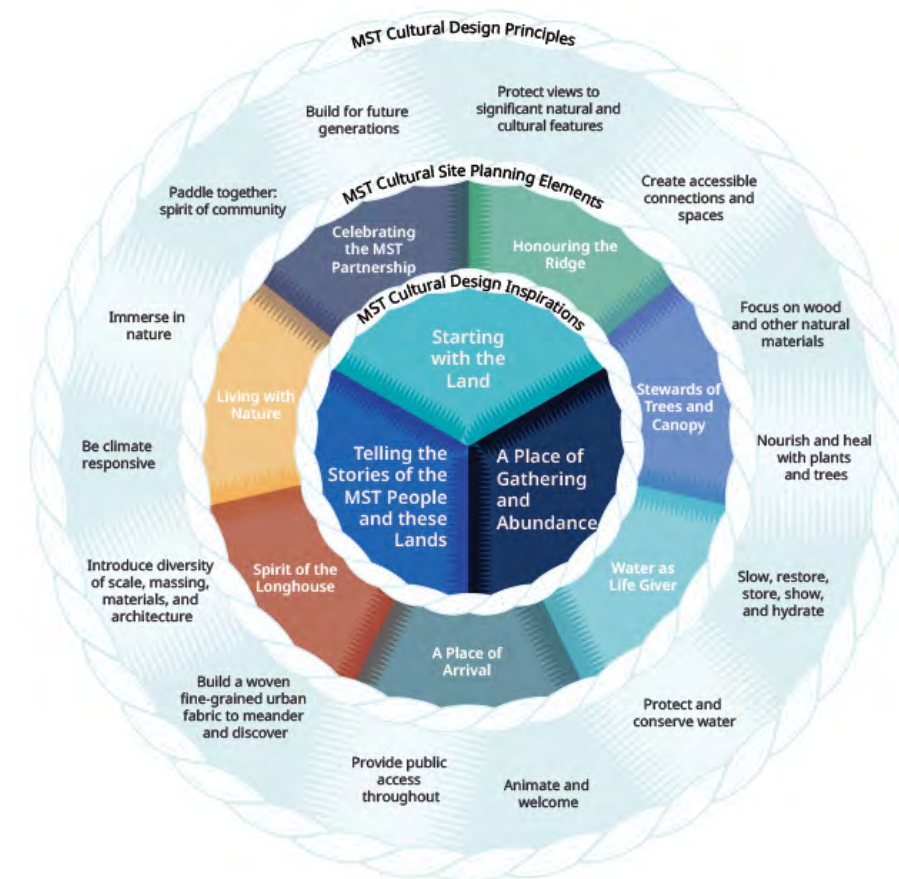 MST Cultural Design Principles
Build for future
generations
Protect views to
significant natural and
cultural features
Create accessible
connections and
spaces
Focus on wood
and other natural
materials
Nourish and heal
with plants
and trees
Slow, restore,
store, show,
and hydrate
Protect and
conserve water
Animate and
welcome
Provide public
access
throughout
Build a woven
fine-grained urban
fabric to meander
and discover
Introduce diversity
of scale, massing,
materials, and
architecture
Be climate
responsive
Immerse in
nature
Paddle together:
spirit of community
MST Cultural Site Planning Elements
Celebrating
the MST
Partnership
Honouring the
Ridge
Stewards of
Trees and
Canopy
Water as
Life Giver
A Place of
Arrival
Spirit of the
Longhouse
Living with
Nature
MST Cultural Design Inspirations
Starting
with the
Land
A Place of
Gathering
and
Abundance
Telling the
Stories of the
MST People
and these
Lands